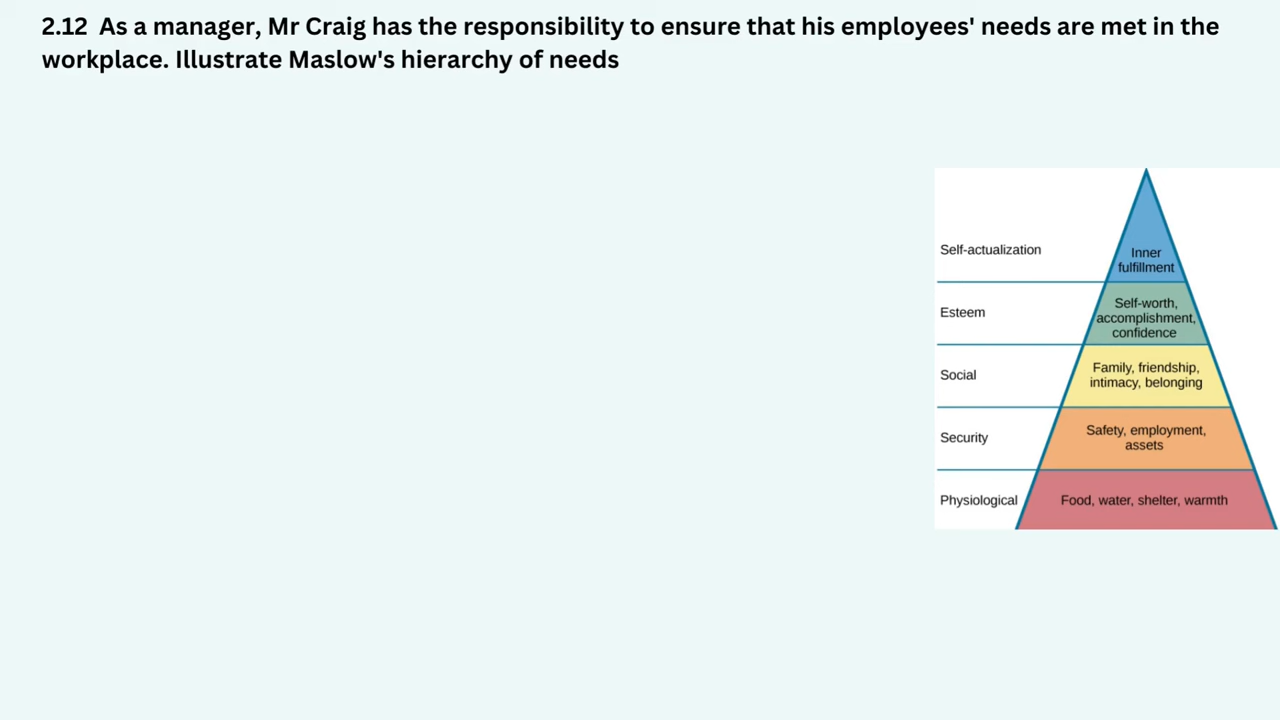 2.12 As a manager, Mr Craig has the responsibility to ensure that his employees' needs are met in the
workplace. Illustrate Maslow's hierarchy of needs
Self-actualization
Inner
fulfillment
Esteem
Self-worth,
accomplishment,
confidence
Social
Family, friendship,
intimacy, belonging
Security
Safety, employment,
assets
Physiological
Food, water, shelter, warmth